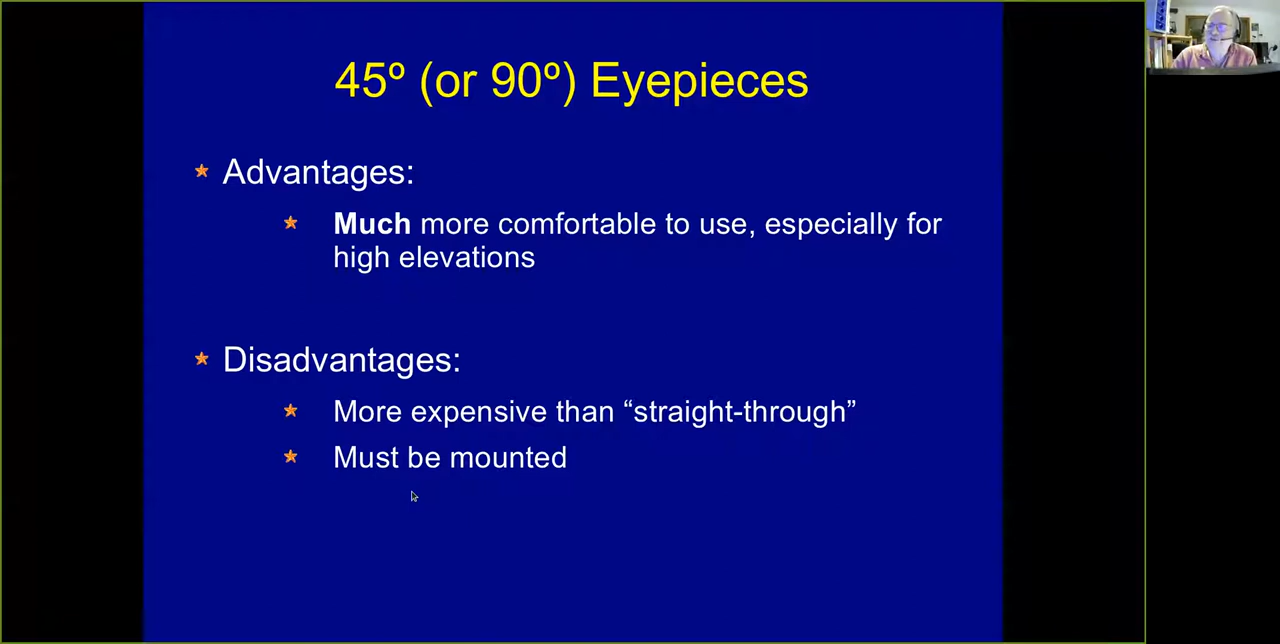 45º (or 90º) Eyepieces
Advantages:
Much more comfortable to use, especially for
high elevations
Disadvantages:
More expensive than “straight-through”
Must be mounted